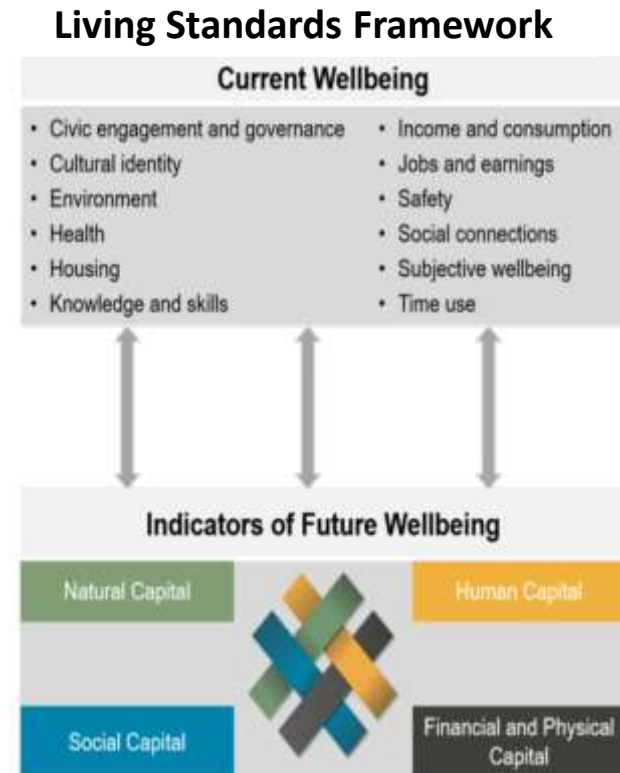 Living Standards Framework
Current Wellbeing
• Civic engagement and governance
• Cultural identity
• Environment
• Health
• Housing
• Knowledge and skills
• Income and consumption
• Jobs and earnings
• Safety
• Social connections
• Subjective wellbeing
• Time use
Indicators of Future Wellbeing
Natural Capital
Human Capital
Social Capital
Financial and Physical
Capital